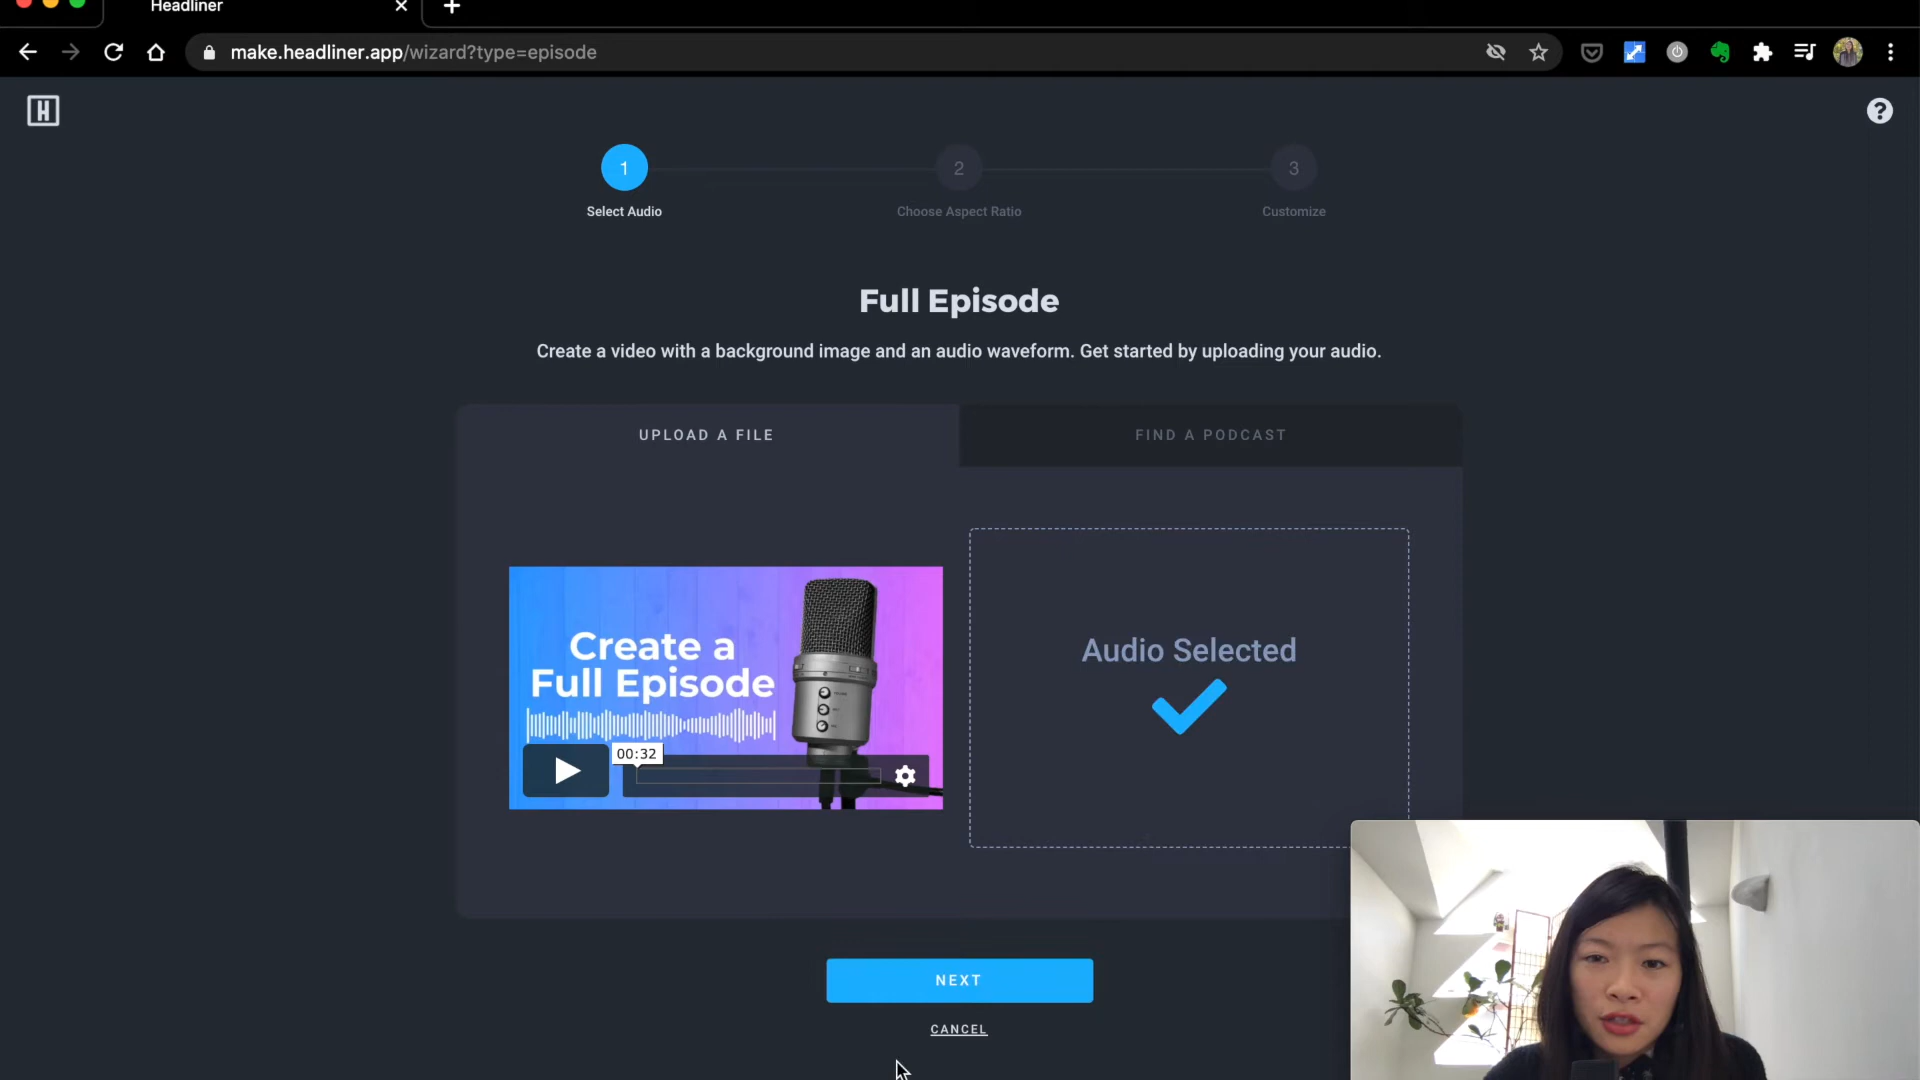 Headliner
make.headliner.app/wizard?type=episode
H
?
1
2
3
Select Audio
Choose Aspect Ratio
Customize
Full Episode
Create a video with a background image and an audio waveform. Get started by uploading your audio.
UPLOAD A FILE
FIND A PODCAST
Create a
Full Episode
00:32
Audio Selected
NEXT
CANCEL